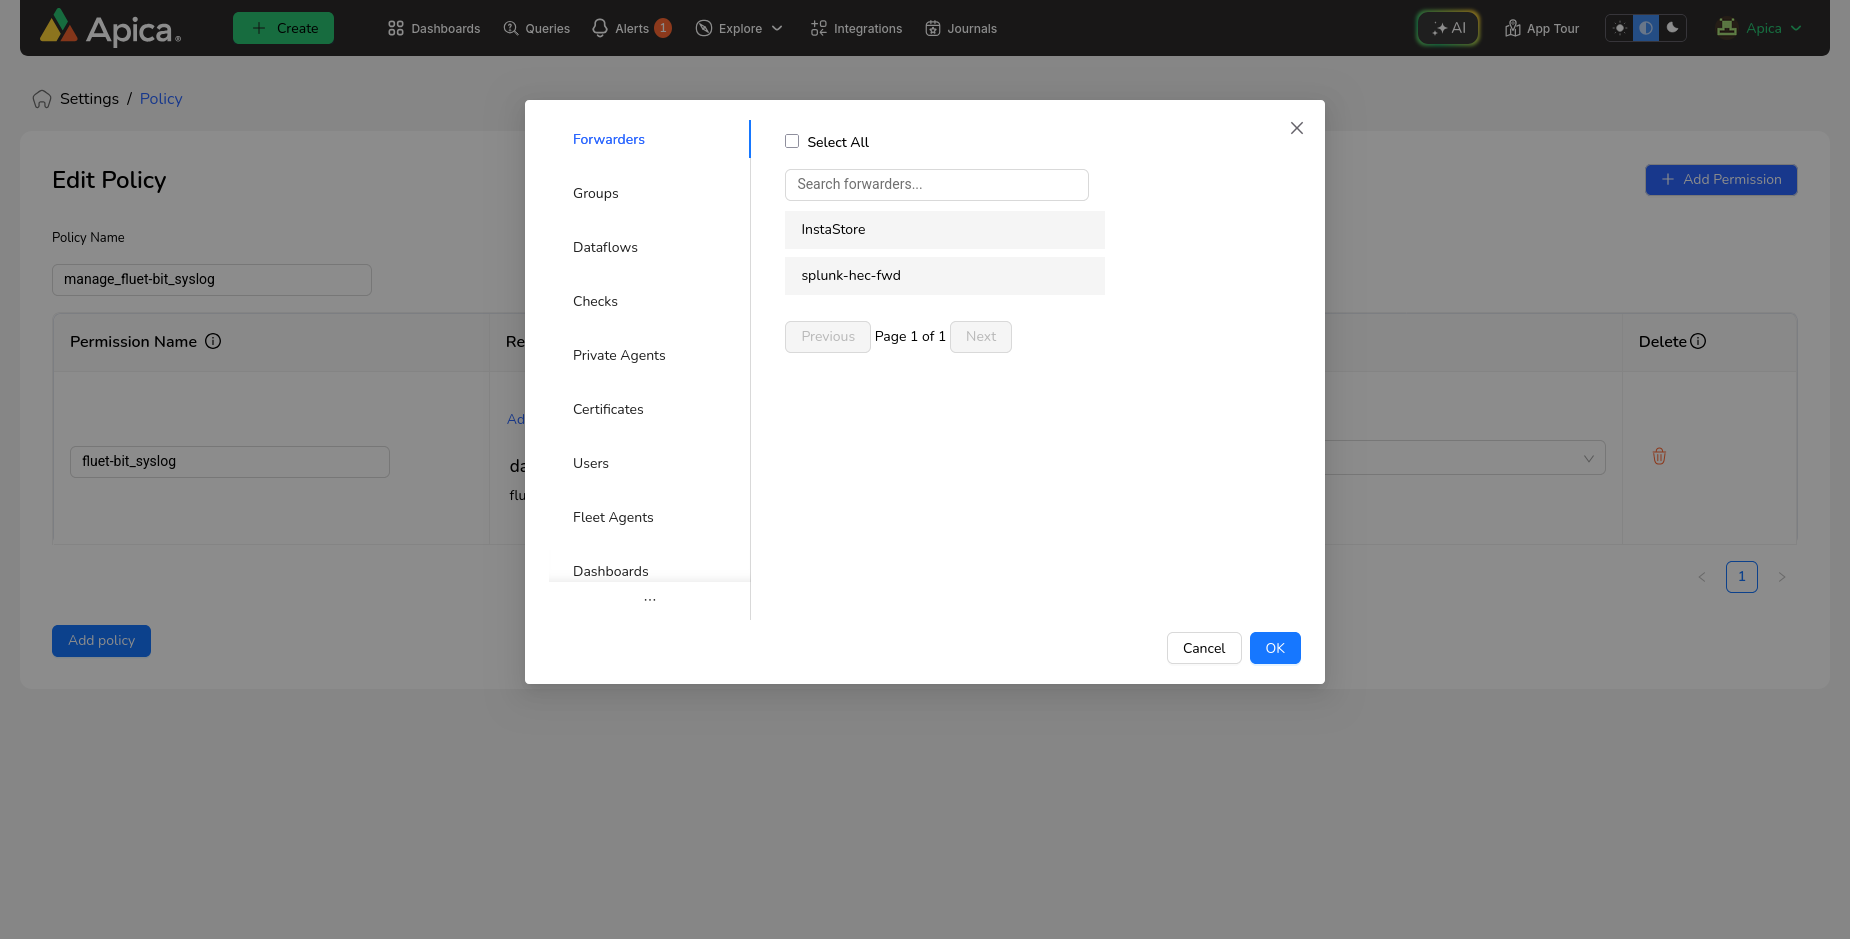 Apica
Create
Dashboards
Queries
Alerts 1
Explore
Integrations
Journals
AI
App Tour
Apica
Settings / Policy
Edit Policy
Add Permission
Policy Name
manage_fluet-bit_syslog
Permission Name
Re
Delete
Ad
fluet-bit_syslog
da
flu
1
Add policy
Forwarders
Groups
Dataflows
Checks
Private Agents
Certificates
Users
Fleet Agents
Dashboards
...
Select All
Search forwarders...
InstaStore
splunk-hec-fwd
Previous Page 1 of 1 Next
Cancel
OK